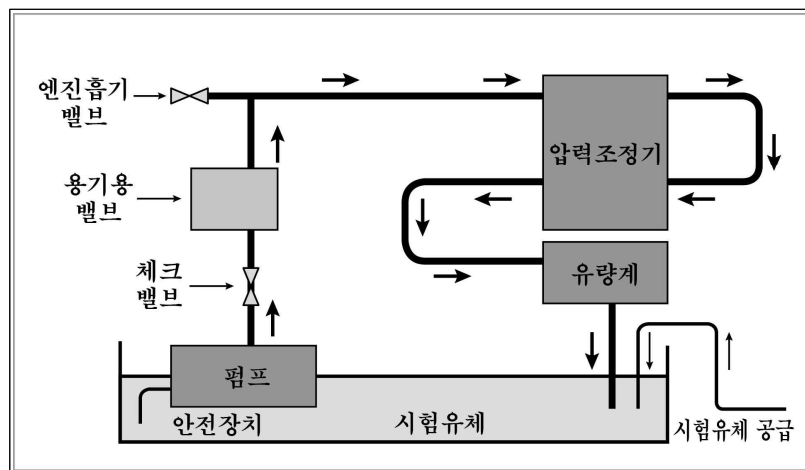 엔진흡기
밸브
압력조정기
용기용
밸브
체크
밸브
유량계
펌프
안전장치
시험유체
시험유체 공급